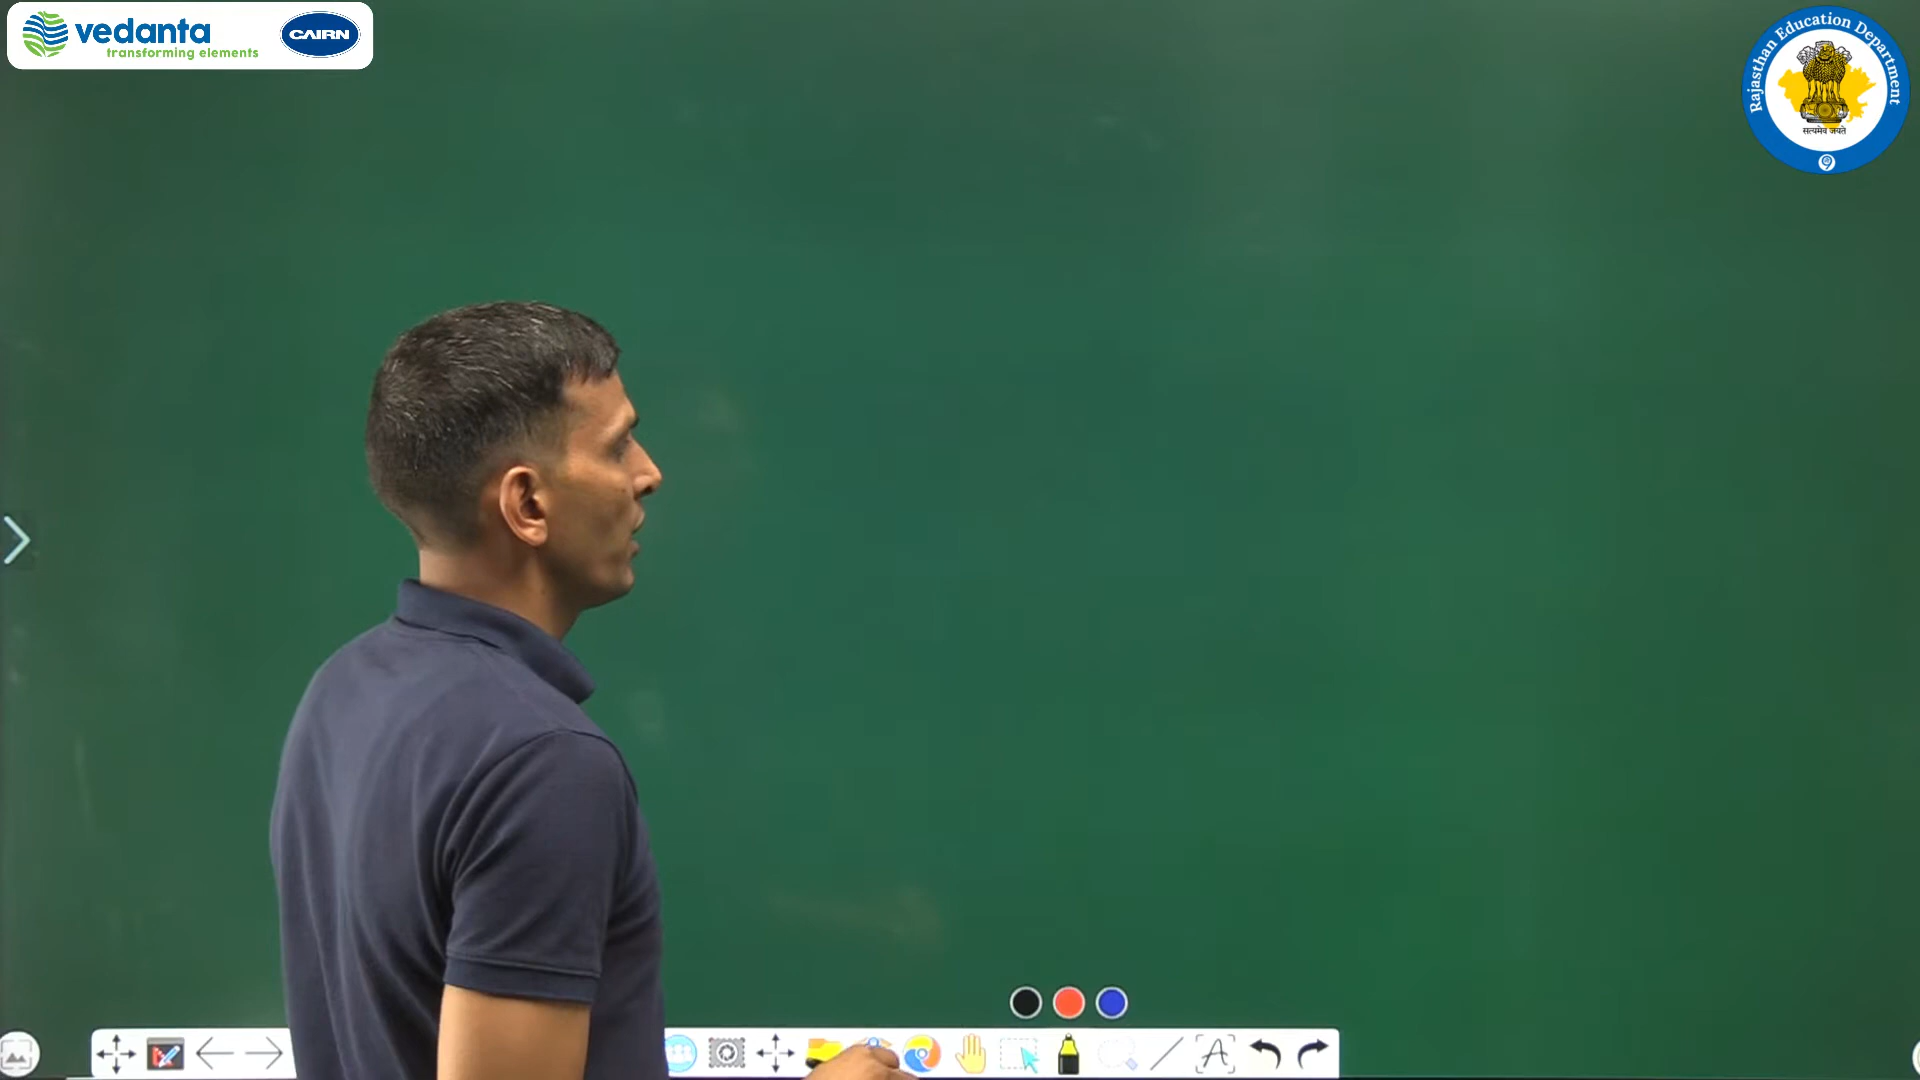 vedanta
transforming elements
CAIRN
Rajasthan Education Department
सत्यमेव जयते
A